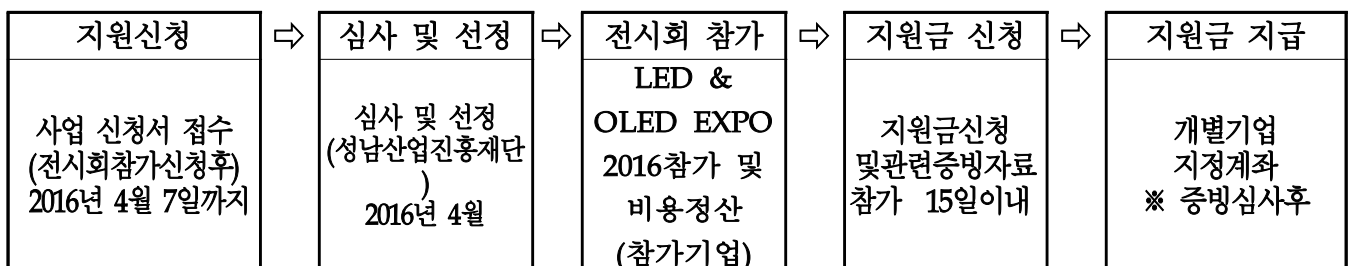 지원신청 ⇨ 심사 및 선정 ⇨ 전시회 참가 ⇨ 지원금 신청 ⇨ 지원금 지급
사업 신청서 접수
(전시회참가신청후)
2016년 4월 7일까지
심사 및 선정
(성남산업진흥재단
)
2016년 4월
LED &
OLED EXPO
2016참가 및
비용정산
(참가기업)
지원금신청
및관련증빙자료
참가 15일이내
개별기업
지정계좌
※ 증빙심사후